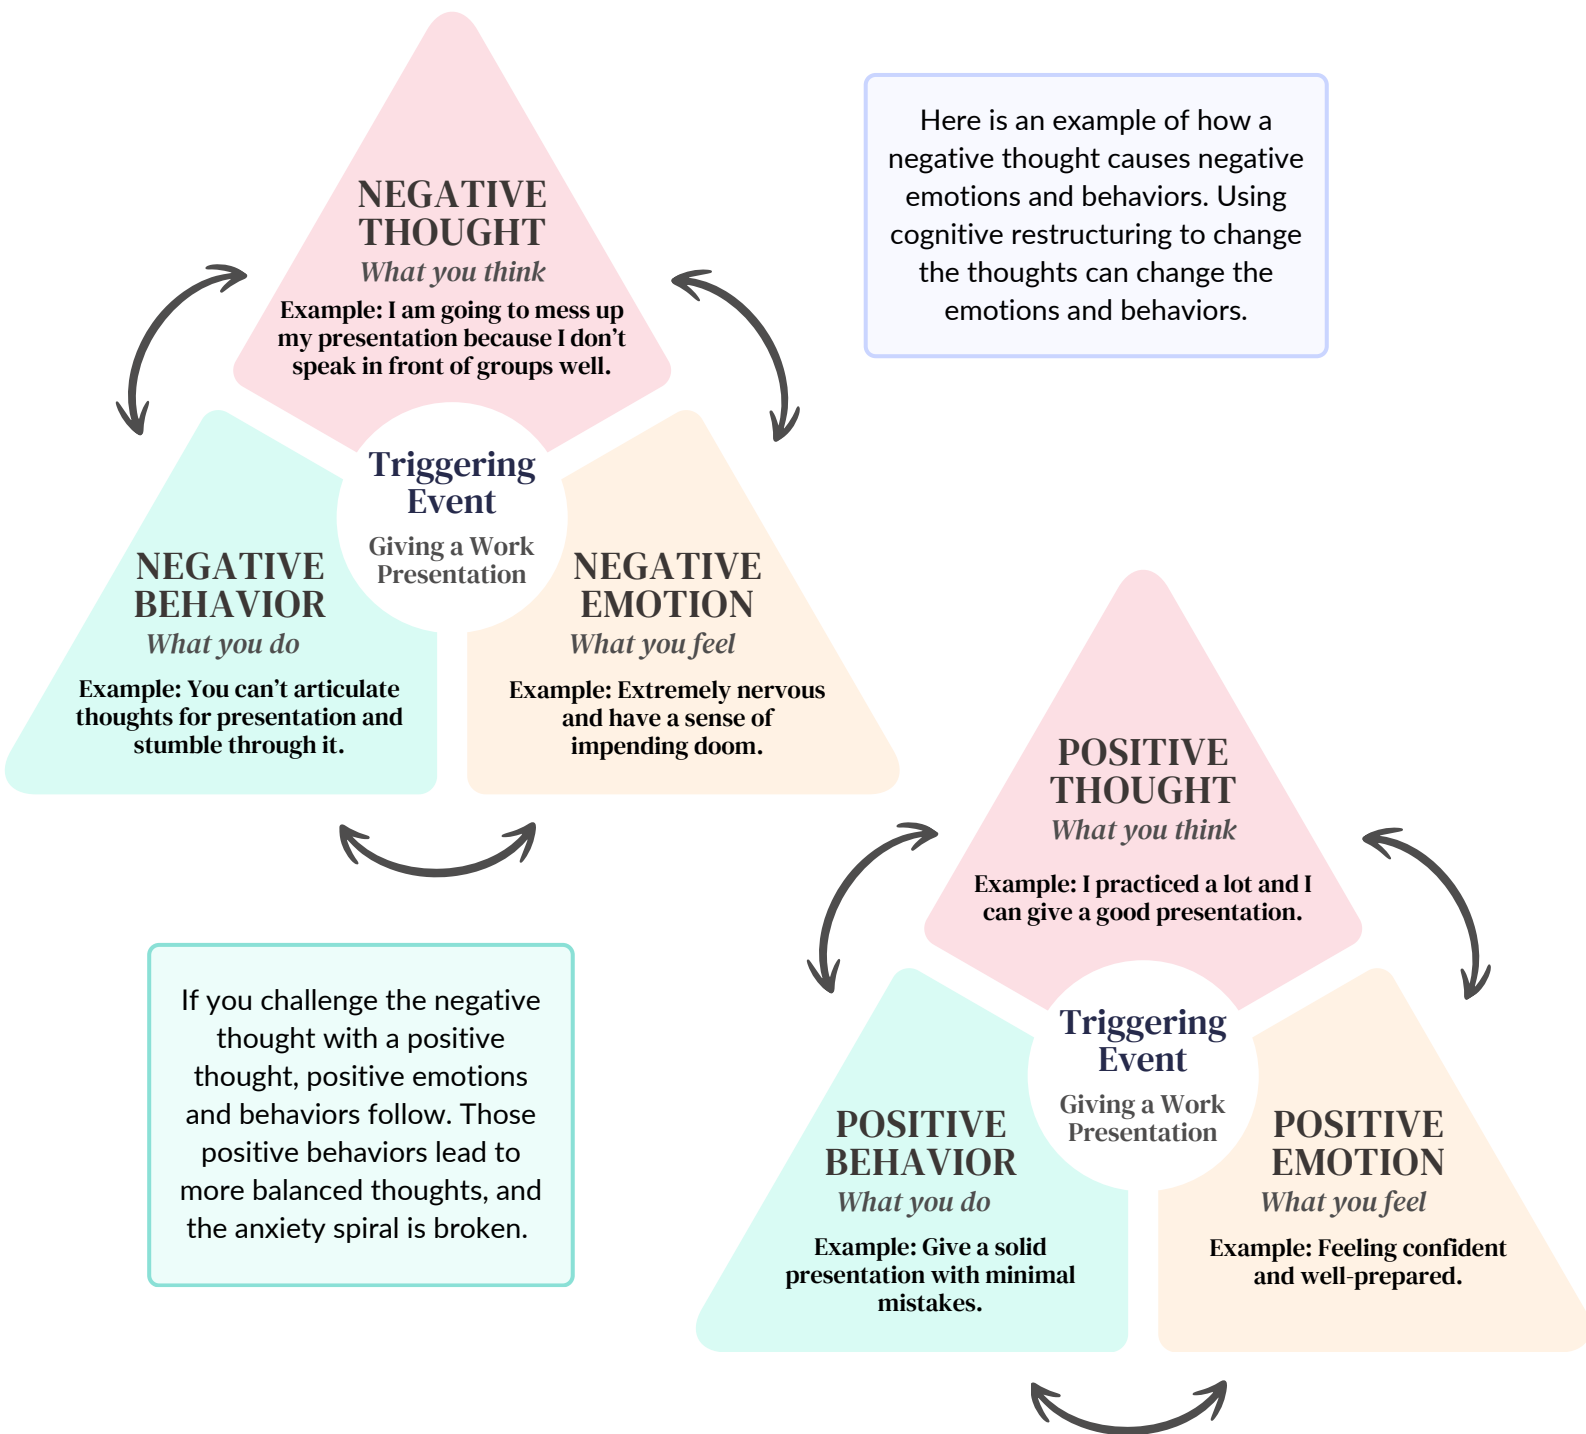 NEGATIVE
THOUGHT
What you think
Example: I am going to mess up
my presentation because I don't
speak in front of groups well.
Here is an example of how a
negative thought causes negative
emotions and behaviors. Using
cognitive restructuring to change
the thoughts can change the
emotions and behaviors.
Triggering
Event
Giving a Work
Presentation
NEGATIVE
BEHAVIOR
What you do
Example: You can't articulate
thoughts for presentation and
stumble through it.
NEGATIVE
EMOTION
What you feel
Example: Extremely nervous
and have a sense of
impending doom.
If you challenge the negative
thought with a positive
thought, positive emotions
and behaviors follow. Those
positive behaviors lead to
more balanced thoughts, and
the anxiety spiral is broken.
POSITIVE
THOUGHT
What you think
Example: I practiced a lot and I
can give a good presentation.
Triggering
Event
Giving a Work
Presentation
POSITIVE
BEHAVIOR
What you do
Example: Give a solid
presentation with minimal
mistakes.
POSITIVE
EMOTION
What you feel
Example: Feeling confident
and well-prepared.